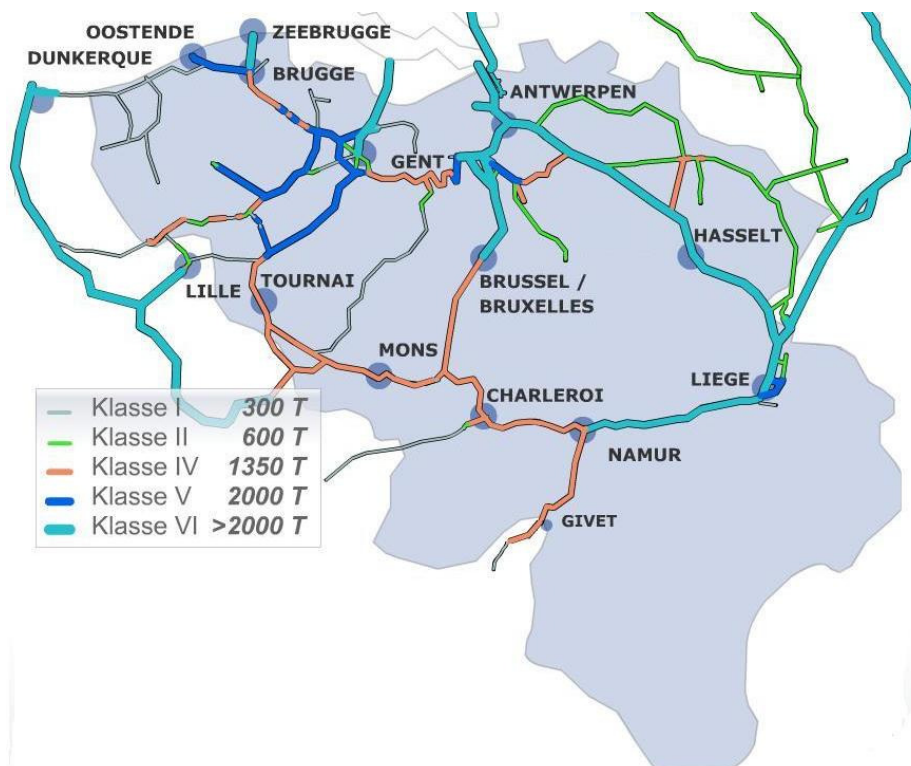 OOSTENDE
ZEEBRUGGE
DUNKERQUE
BRUGGE
ANTWERPEN
GENT
HASSELT
BRUSSEL /
BRUXELLES
LILLE
TOURNAI
MONS
LIEGE
CHARLEROI
NAMUR
GIVET
Klasse I 300 T
Klasse II 600 T
Klasse IV 1350 T
Klasse V 2000 T
Klasse VI >2000 T